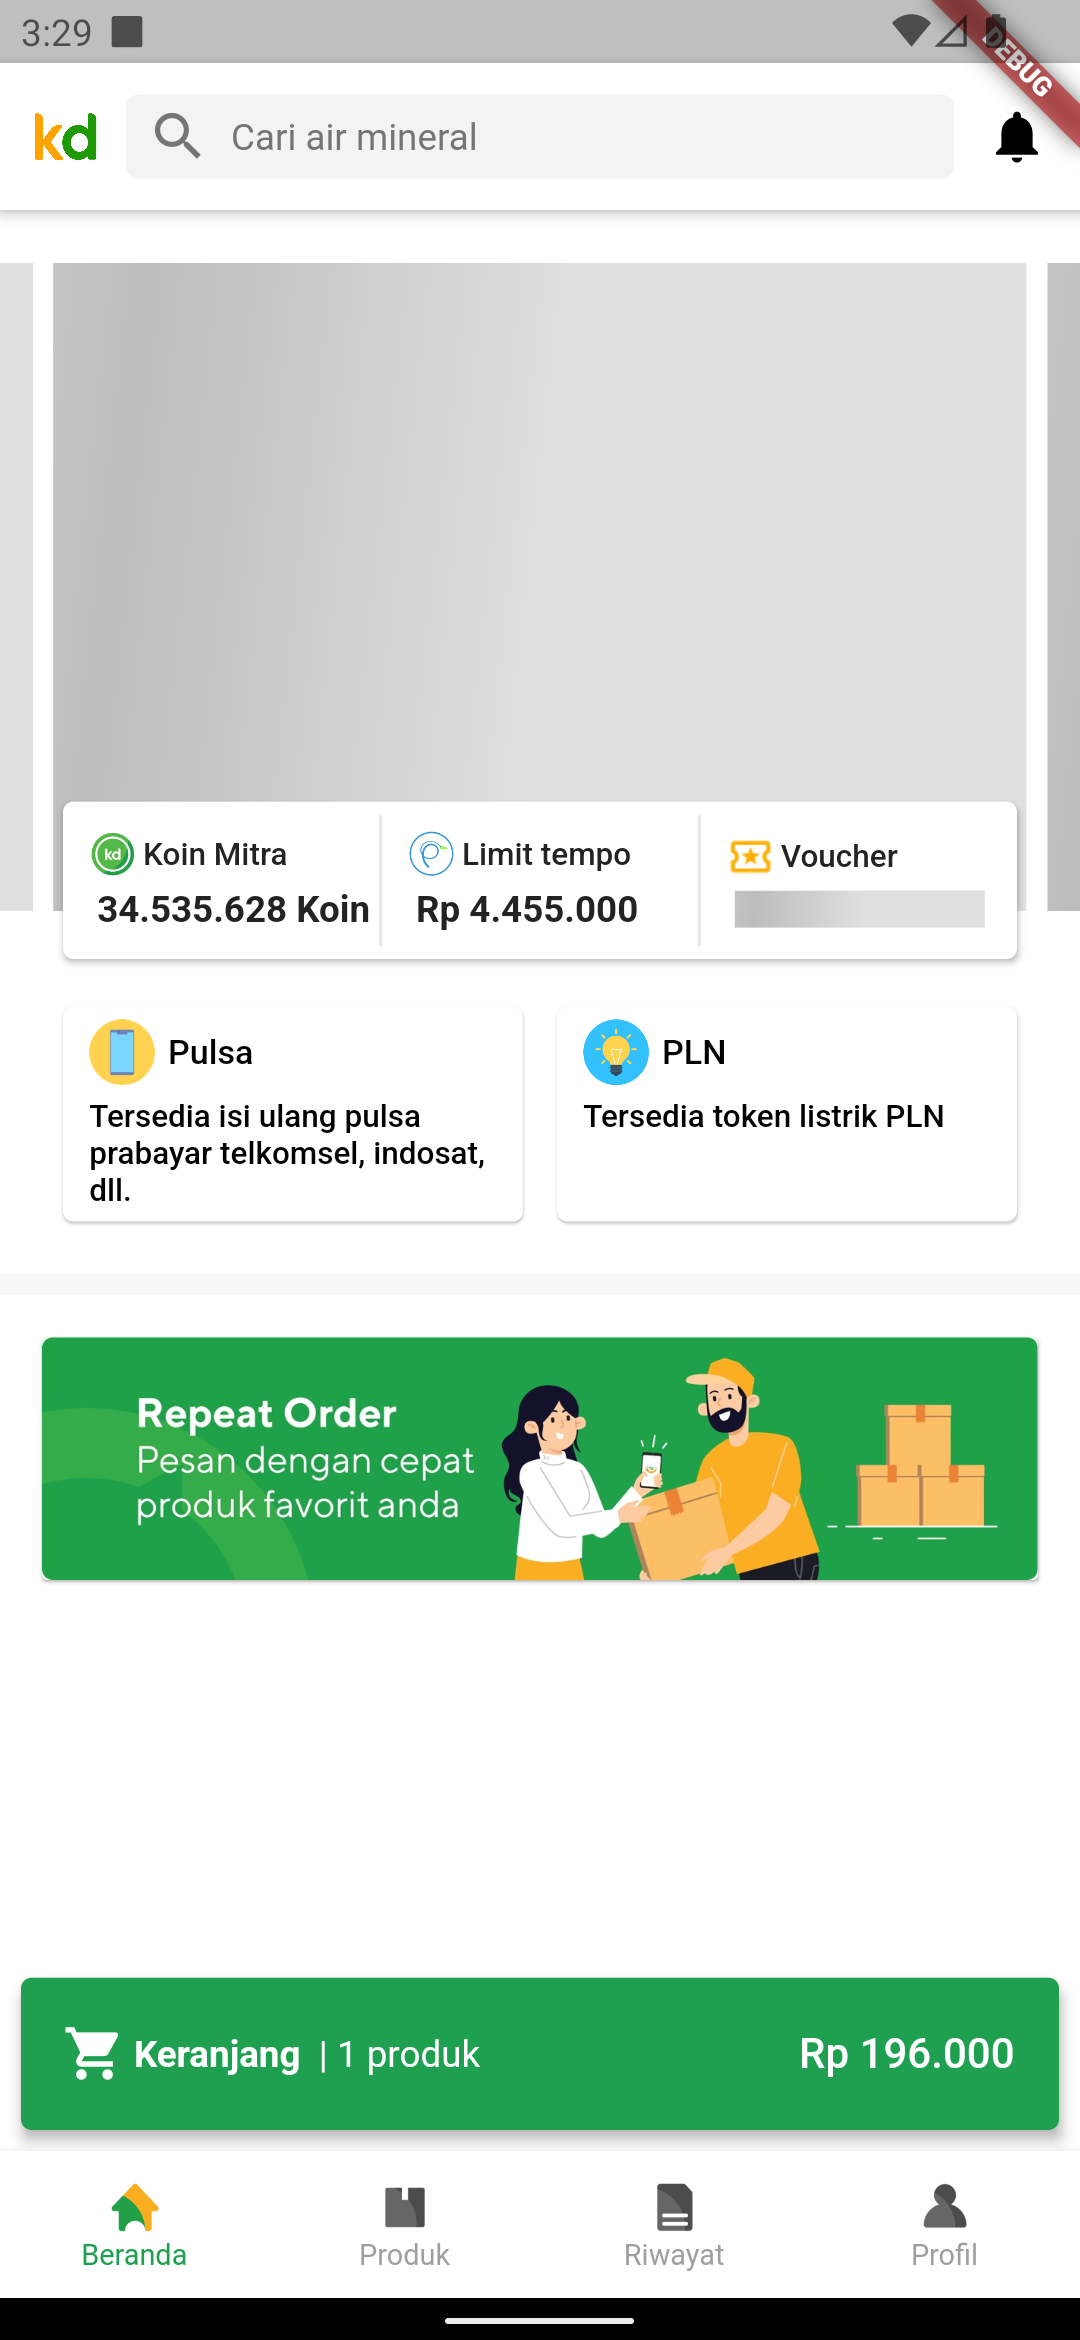 3:29
DEBUG
kd
Cari air mineral
kd
Koin Mitra
34.535.628 Koin
Limit tempo
Rp 4.455.000
Voucher
Pulsa
Tersedia isi ulang pulsa
prabayar telkomsel, indosat,
dll.
PLN
Tersedia token listrik PLN
Repeat Order
Pesan dengan cepat
produk favorit anda
Keranjang | 1 produk
Rp 196.000
Beranda
Produk
Riwayat
Profil